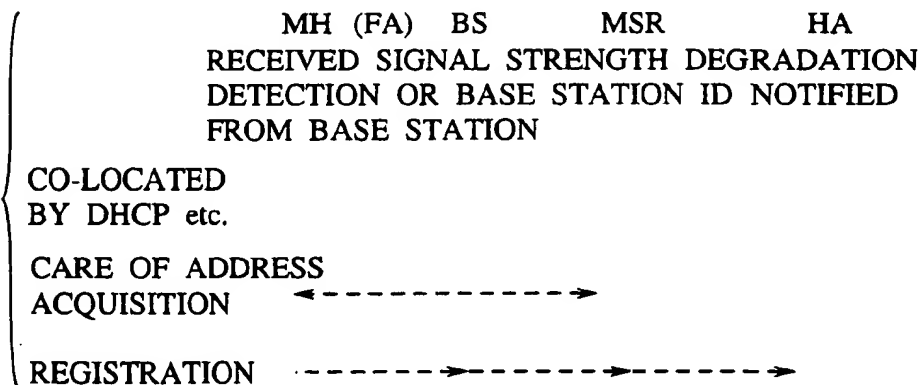 MH (FA) BS MSR HA
RECEIVED SIGNAL STRENGTH DEGRADATION
DETECTION OR BASE STATION ID NOTIFIED
FROM BASE STATION
CO-LOCATED
BY DHCP etc.
CARE OF ADDRESS
ACQUISITION
REGISTRATION